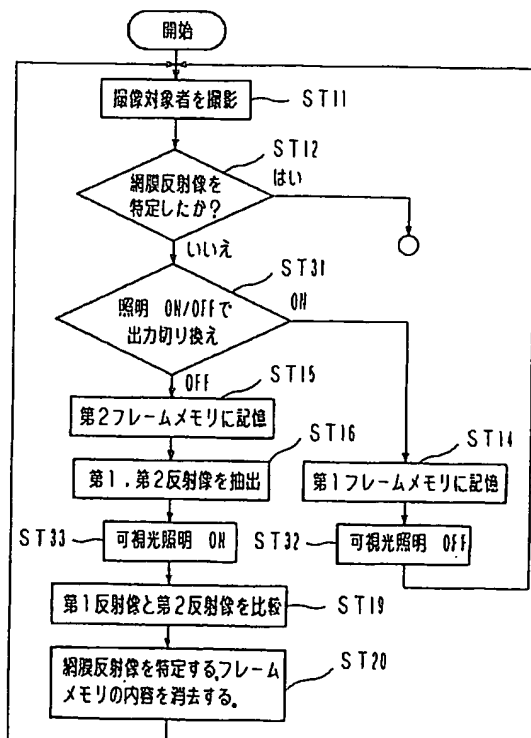 開始
撮像対象者を撮影
ST11
ST12
網膜反射像を
特定したか?
はい
いいえ
ST31
照明 ON/OFFで
出力切り換え
ON
OFF
ST15
第2フレームメモリに記憶
ST16
第1,第2反射像を抽出
ST14
第1フレームメモリに記憶
ST33
可視光照明 ON
ST32
可視光照明 OFF
第1反射像と第2反射像を比較
ST19
網膜反射像を特定する,フレーム
メモリの内容を消去する.
ST20